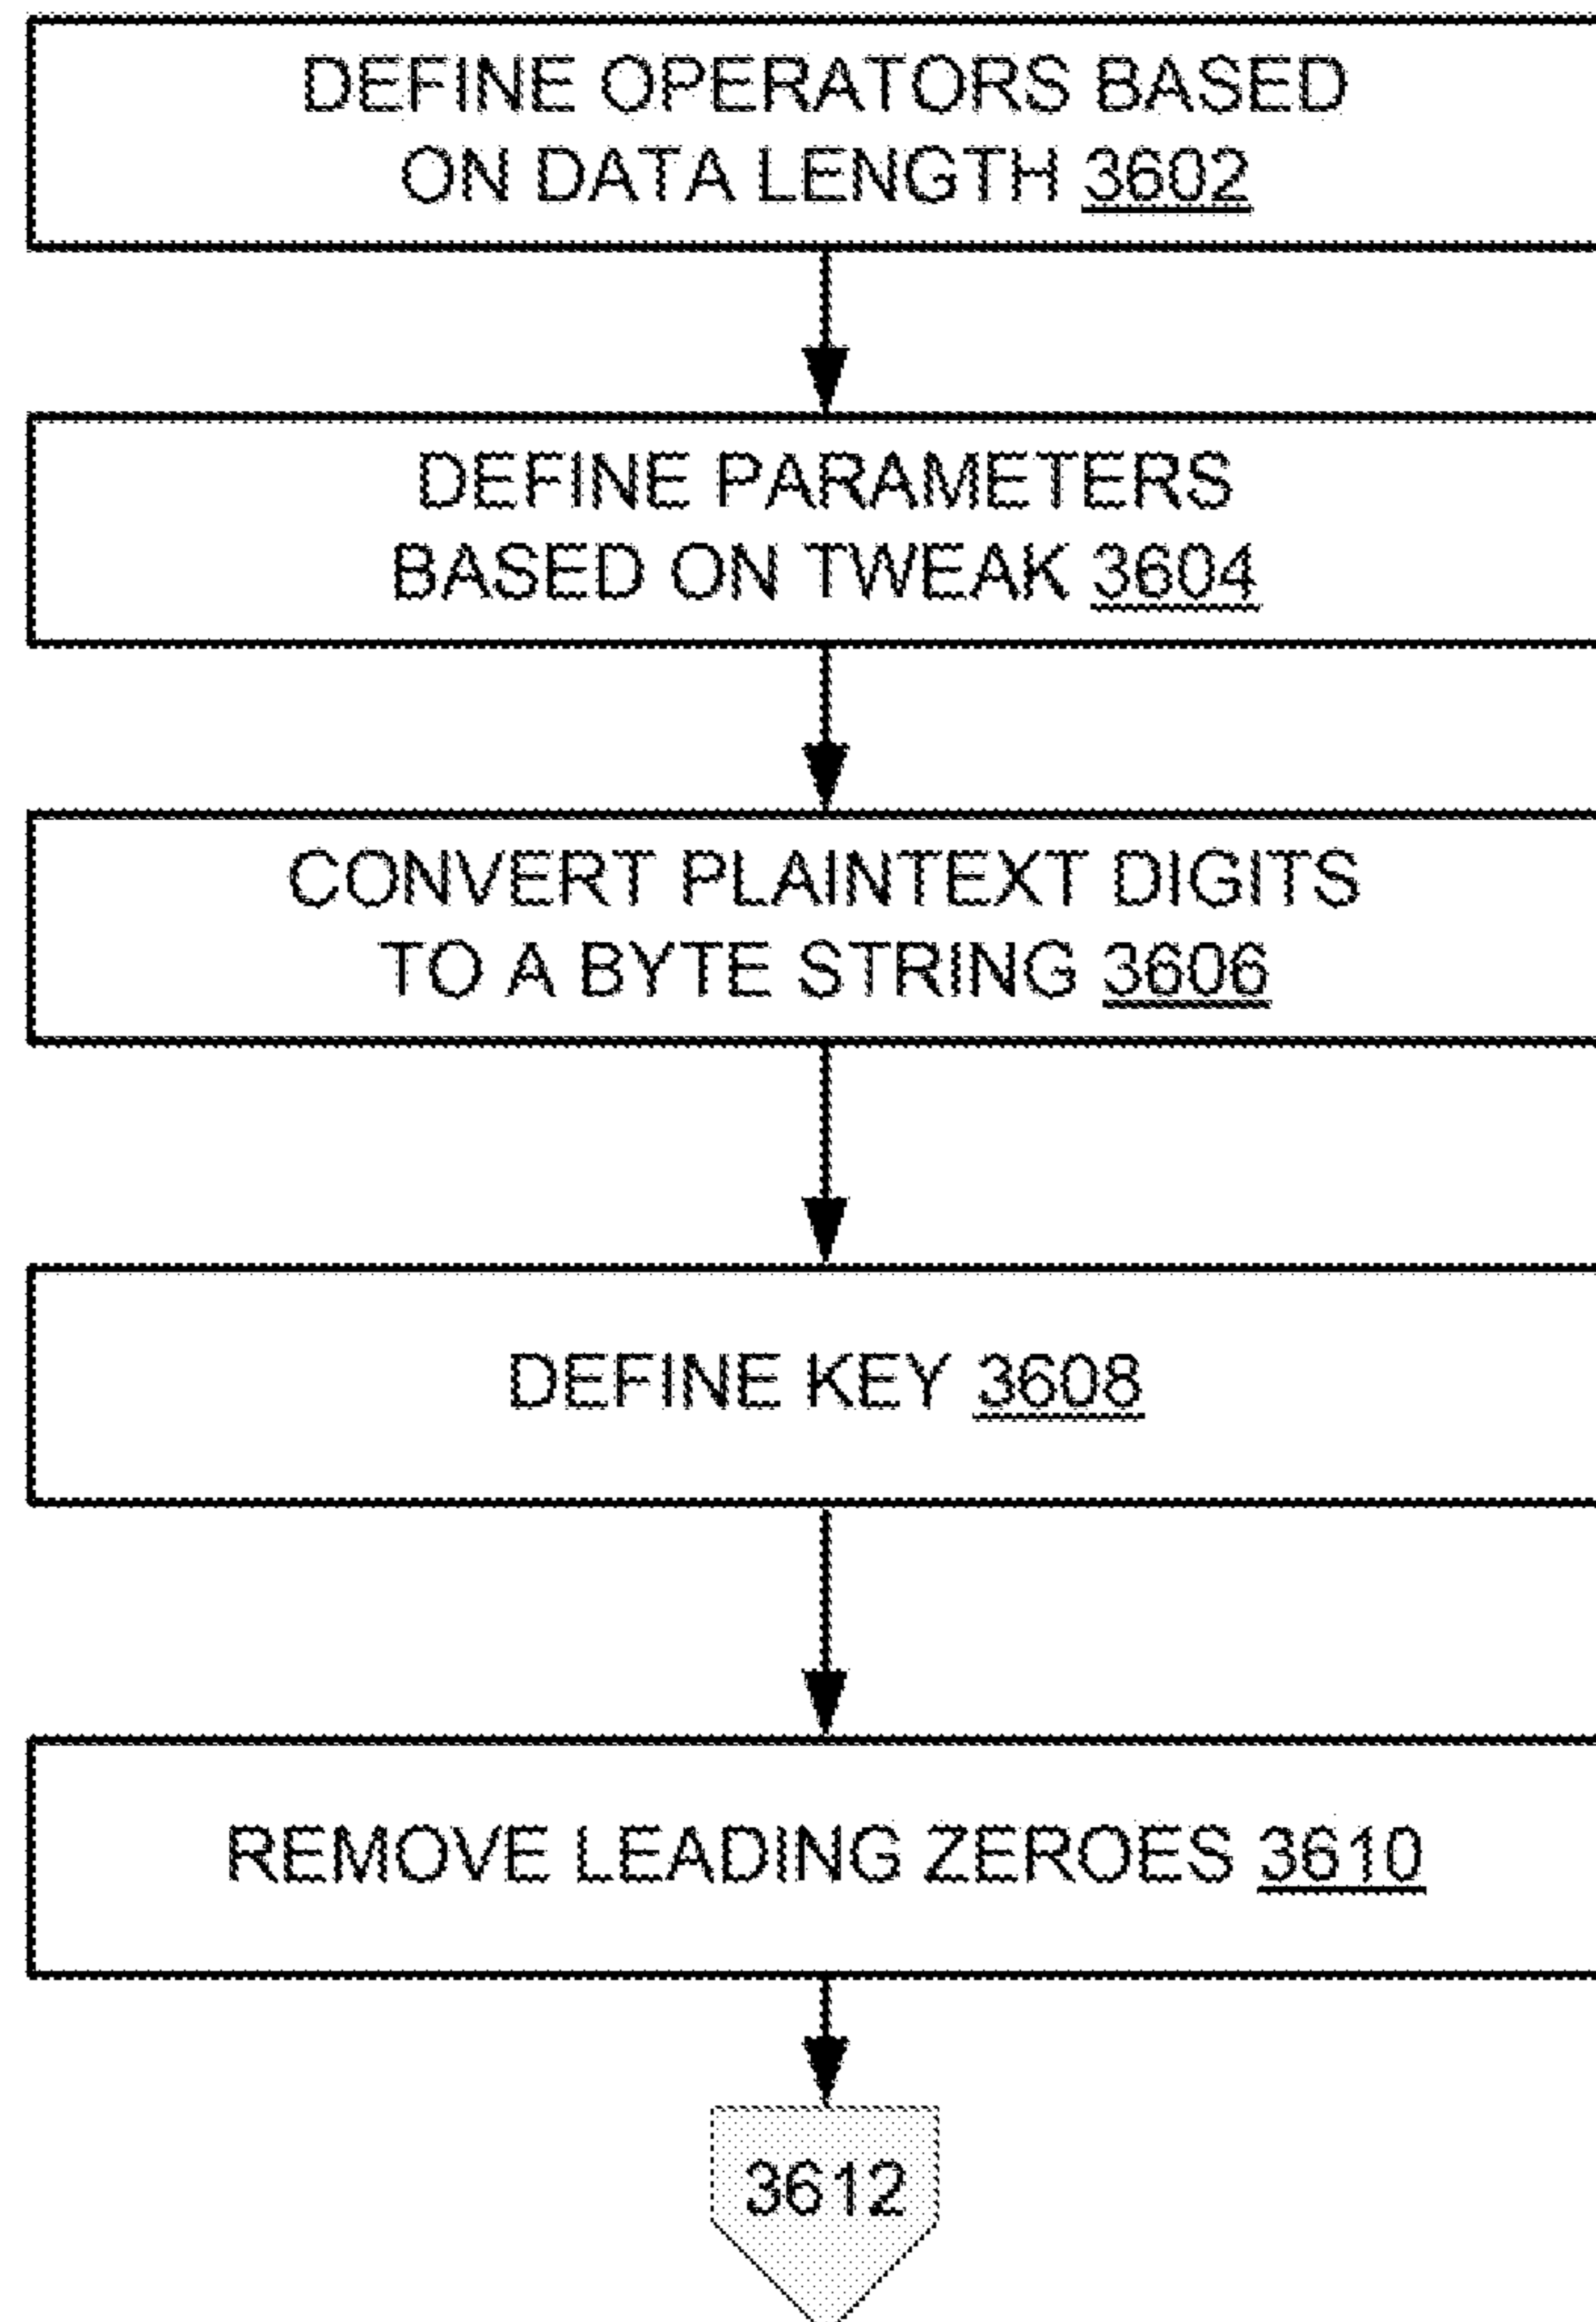 DEFINE OPERATORS BASED
ON DATA LENGTH 3602
DEFINE PARAMETERS
BASED ON TWEAK 3604
CONVERT PLAINTEXT DIGITS
TO A BYTE STRING 3606
DEFINE KEY 3608
REMOVE LEADING ZEROES 3610
3612